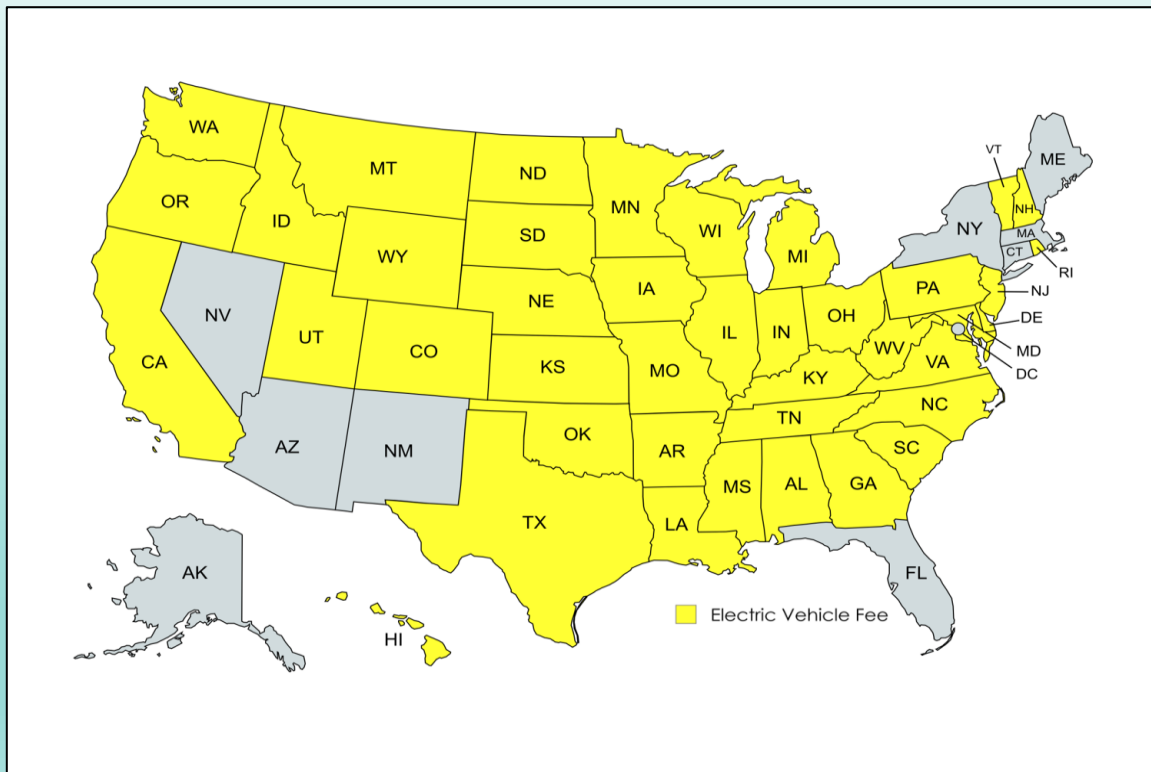 WA
MT
ND
MN
OR
ID
SD
WI
WY
MI
VT
ME
NH
NY
MA
CT
RI
NV
UT
CO
CA
NE
IA
IL
IN
OH
PA
NJ
DE
MD
DC
KS
MO
KY
WV
VA
AZ
NM
OK
AR
TN
NC
SC
TX
LA
MS
AL
GA
FL
AK
HI
Electric Vehicle Fee